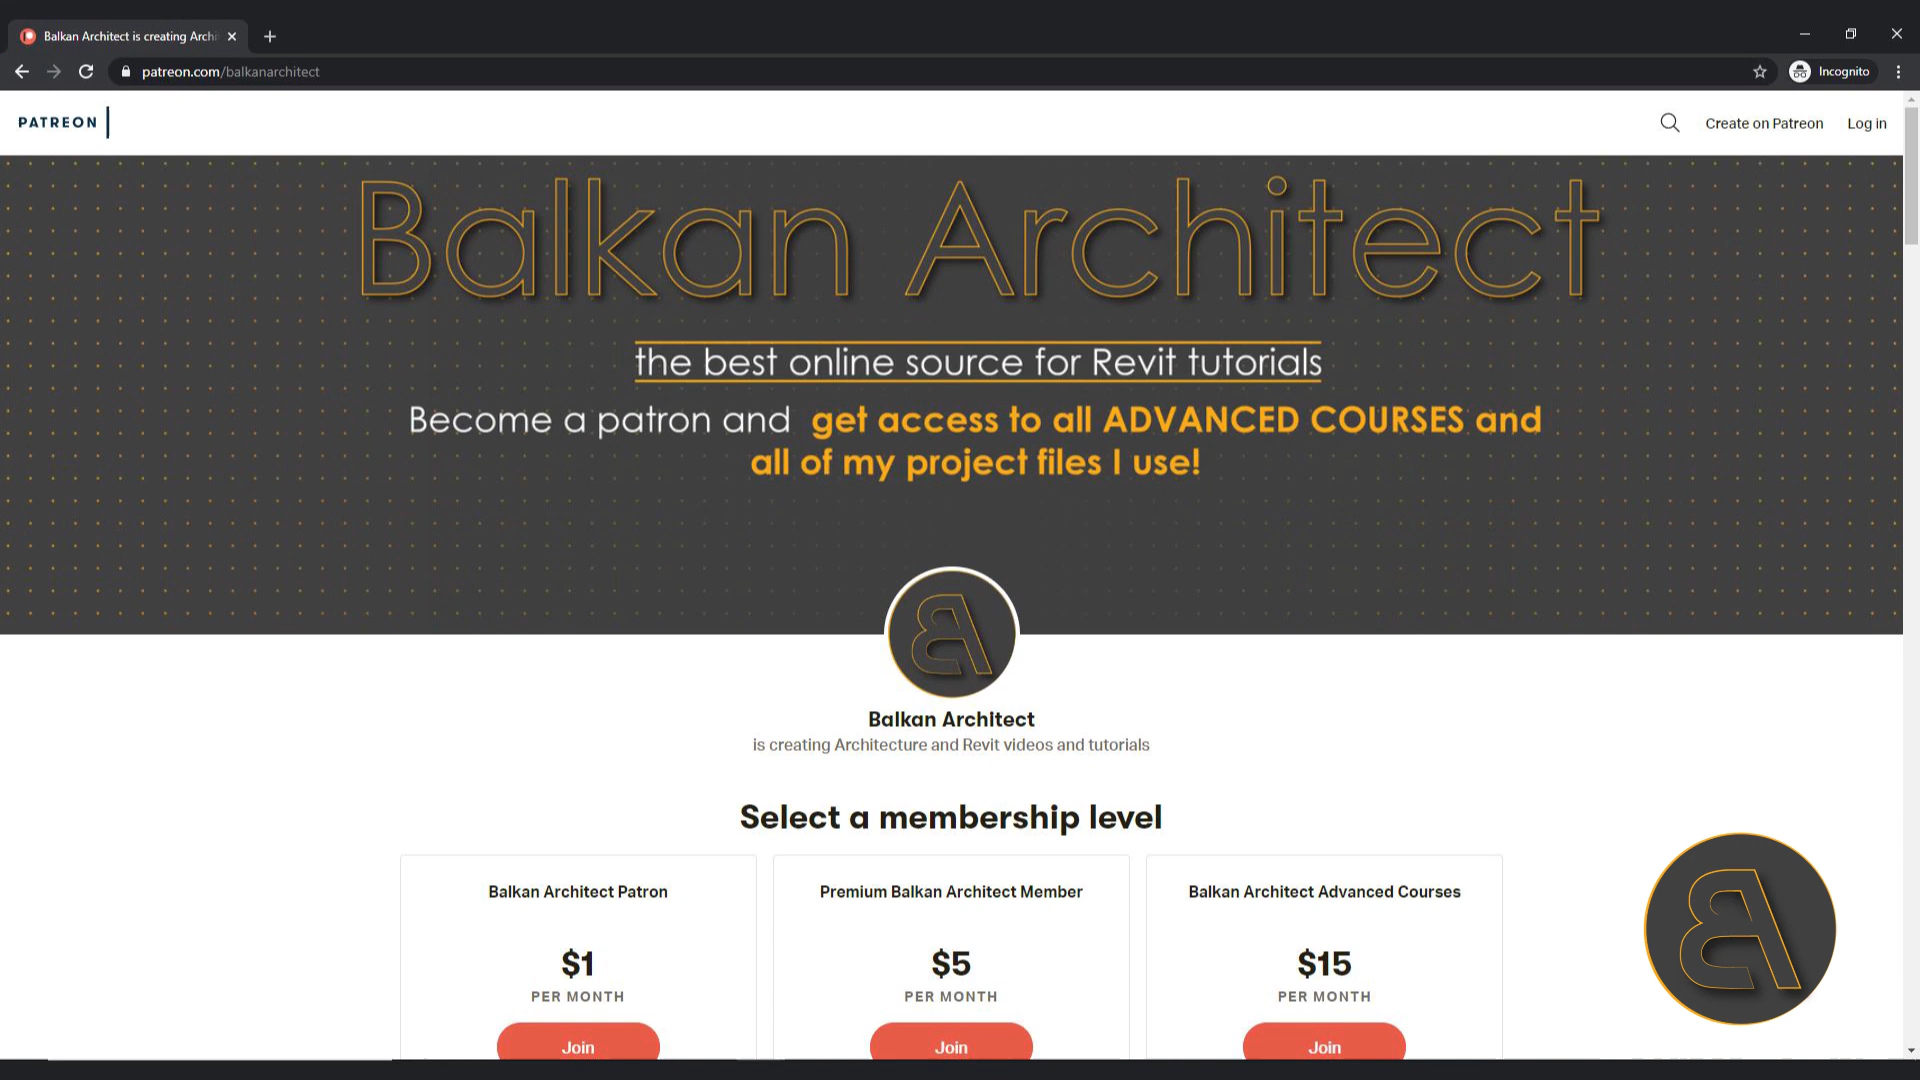 Balkan Architect is creating Archi
patreon.com/balkanarchitect
Incognito
PATREON
Create on Patreon
Log in
Balkan Architect
the best online source for Revit tutorials
Become a patron and get access to all ADVANCED COURSES and
all of my project files I use!
Balkan Architect
is creating Architecture and Revit videos and tutorials
Select a membership level
Balkan Architect Patron
$1
PER MONTH
Join
Premium Balkan Architect Member
$5
PER MONTH
Join
Balkan Architect Advanced Courses
$15
PER MONTH
Join